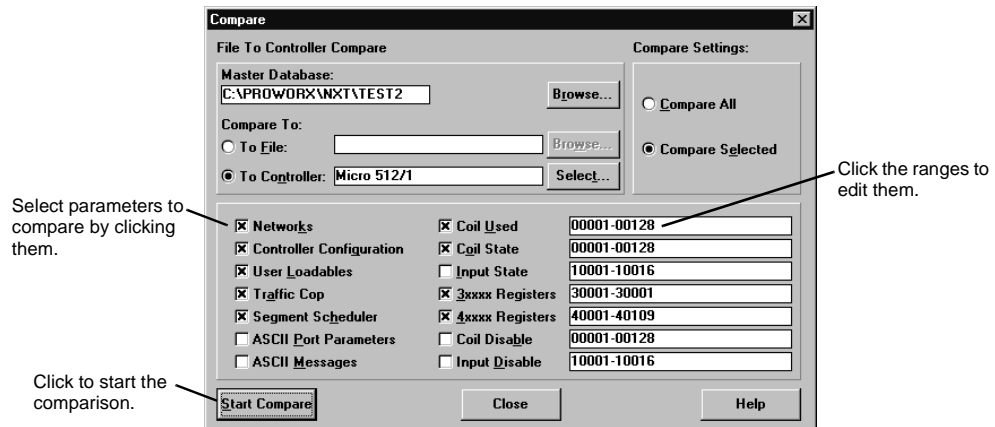 Compare
File To Controller Compare
Compare Settings:
Master Database:
C:\PROWORX\NXT\TEST2
Browse...
Compare To:
To File:
Browse...
To Controller: Micro 512/1
Select...
Compare All
Compare Selected
Click the ranges to
edit them.
Select parameters to
compare by clicking
them.
Networks
Controller Configuration
User Loadables
Traffic Cop
Segment Scheduler
ASCII Port Parameters
ASCII Messages
Coil Used 00001-00128
Coil State 00001-00128
Input State 10001-10016
3xxxx Registers 30001-30001
4xxxx Registers 40001-40109
Coil Disable 00001-00128
Input Disable 10001-10016
Click to start the
comparison.
Start Compare
Close
Help